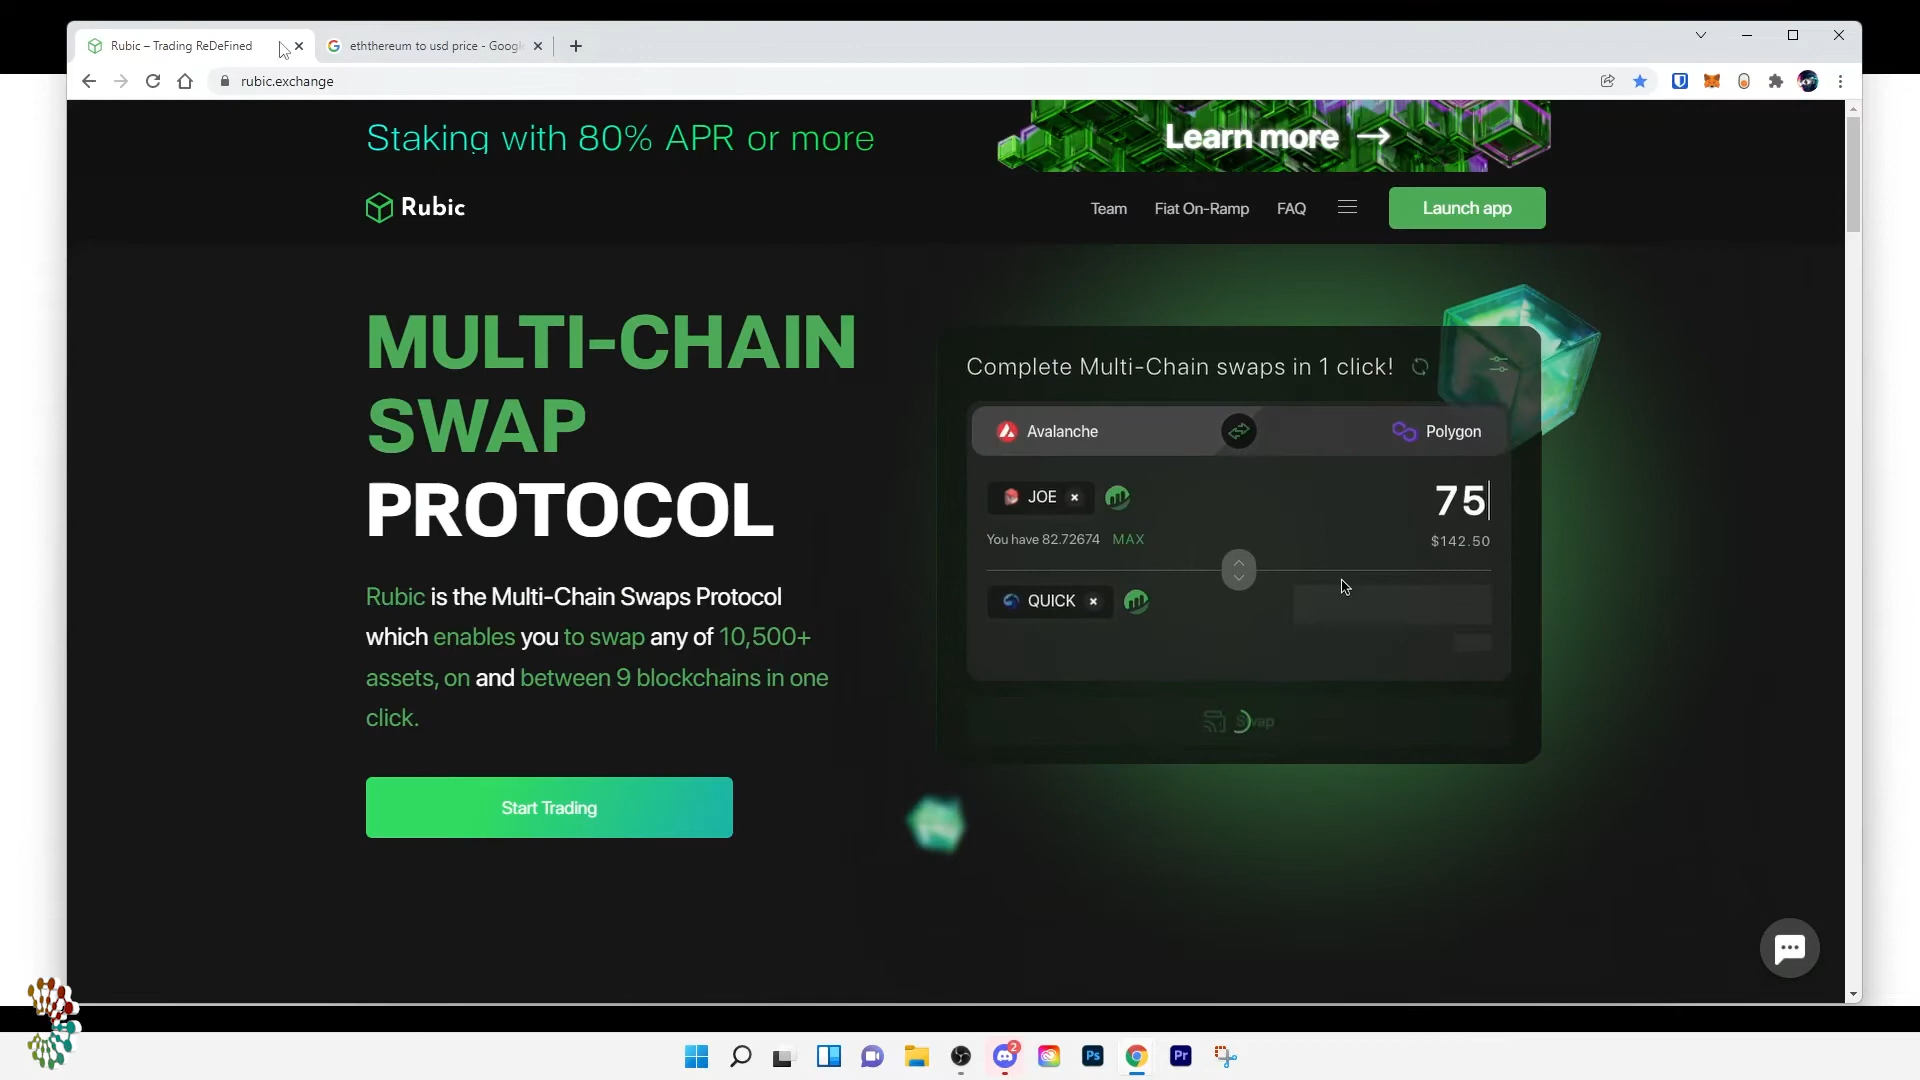 Rubic – Trading ReDeFined
eththereum to usd price - Googl
rubic.exchange
Staking with 80% APR or more
Learn more →
Rubic
Team
Fiat On-Ramp
FAQ
Launch app
MULTI-CHAIN
SWAP
PROTOCOL
Rubic is the Multi-Chain Swaps Protocol
which enables you to swap any of 10,500+
assets, on and between 9 blockchains in one
click.
Start Trading
Complete Multi-Chain swaps in 1 click!
Avalanche
Polygon
JOE
75
You have 82.72674 MAX
$142.50
QUICK
Swap
2
Ps
Pr